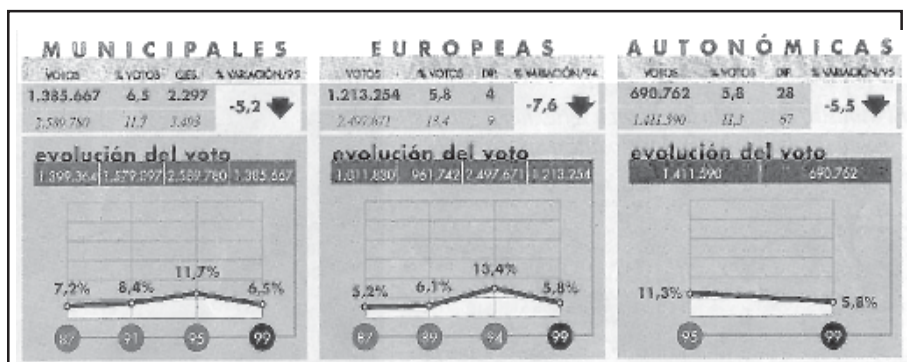 MUNICIPALES
VOTOS % VOTOS % VARIACIÓN/95
1.385.667 6,5 2.297 -5,2
2.589.780 11,7 3.403
evolución del voto
1.399.364 1.579.097 2.589.780 1.385.667
7,2% 8,4% 11,7% 6,5%
87 91 95 99
EUROPEAS
VOTOS % VOTOS DIP. % VARIACIÓN/94
1.213.254 5,8 4 -7,6
2.497.671 13,4 9
evolución del voto
1.011.830 961.742 2.497.671 1.213.254
5,2% 6,1% 13,4% 5,8%
87 89 94 99
AUTONÓMICAS
VOTOS % VOTOS DIP. % VARIACIÓN/95
690.762 5,8 28 -5,5
1.411.590 11,3 67
evolución del voto
1.411.590 690.762
11,3% 5,8%
95 99